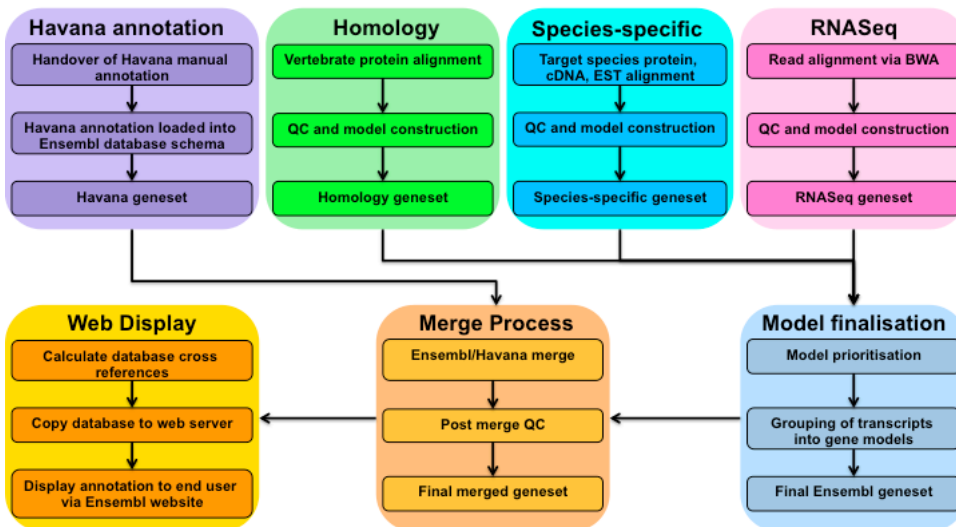 Havana annotation
Handover of Havana manual
annotation
Havana annotation loaded into
Ensembl database schema
Havana geneset
Homology
Vertebrate protein alignment
QC and model construction
Homology geneset
Species-specific
Target species protein,
cDNA, EST alignment
QC and model construction
Species-specific geneset
RNASeq
Read alignment via BWA
QC and model construction
RNASeq geneset
Web Display
Calculate database cross
references
Copy database to web server
Display annotation to end user
via Ensembl website
Merge Process
Ensembl/Havana merge
Post merge QC
Final merged geneset
Model finalisation
Model prioritisation
Grouping of transcripts
into gene models
Final Ensembl geneset